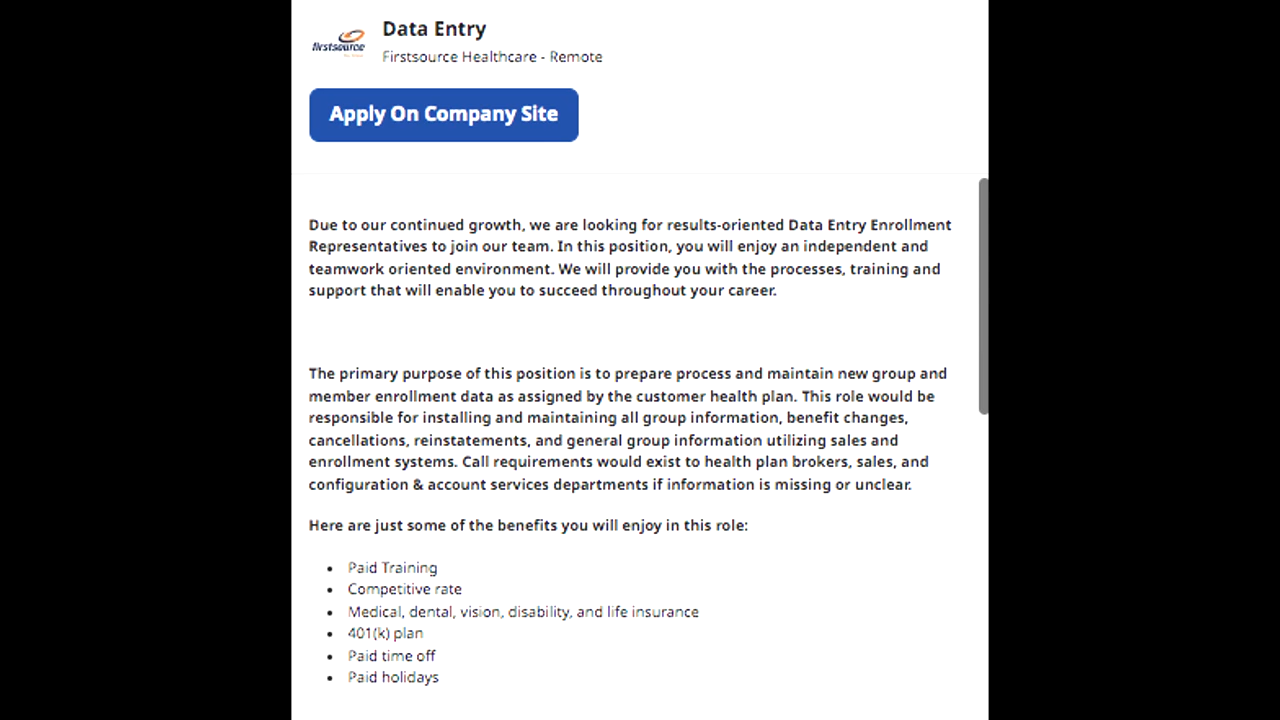 firstsource
Data Entry
Firstsource Healthcare - Remote
Apply On Company Site
Due to our continued growth, we are looking for results-oriented Data Entry Enrollment
Representatives to join our team. In this position, you will enjoy an independent and
teamwork oriented environment. We will provide you with the processes, training and
support that will enable you to succeed throughout your career.
The primary purpose of this position is to prepare process and maintain new group and
member enrollment data as assigned by the customer health plan. This role would be
responsible for installing and maintaining all group information, benefit changes,
cancellations, reinstatements, and general group information utilizing sales and
enrollment systems. Call requirements would exist to health plan brokers, sales, and
configuration & account services departments if information is missing or unclear.
Here are just some of the benefits you will enjoy in this role:
• Paid Training
• Competitive rate
• Medical, dental, vision, disability, and life insurance
• 401(k) plan
• Paid time off
• Paid holidays